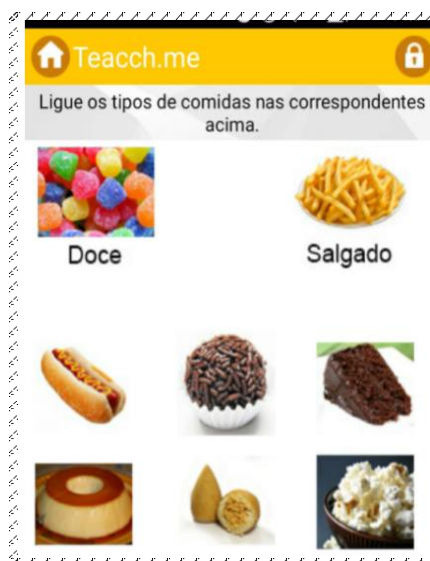 Teacch.me
Ligue os tipos de comidas nas correspondentes
acima.
Doce
Salgado